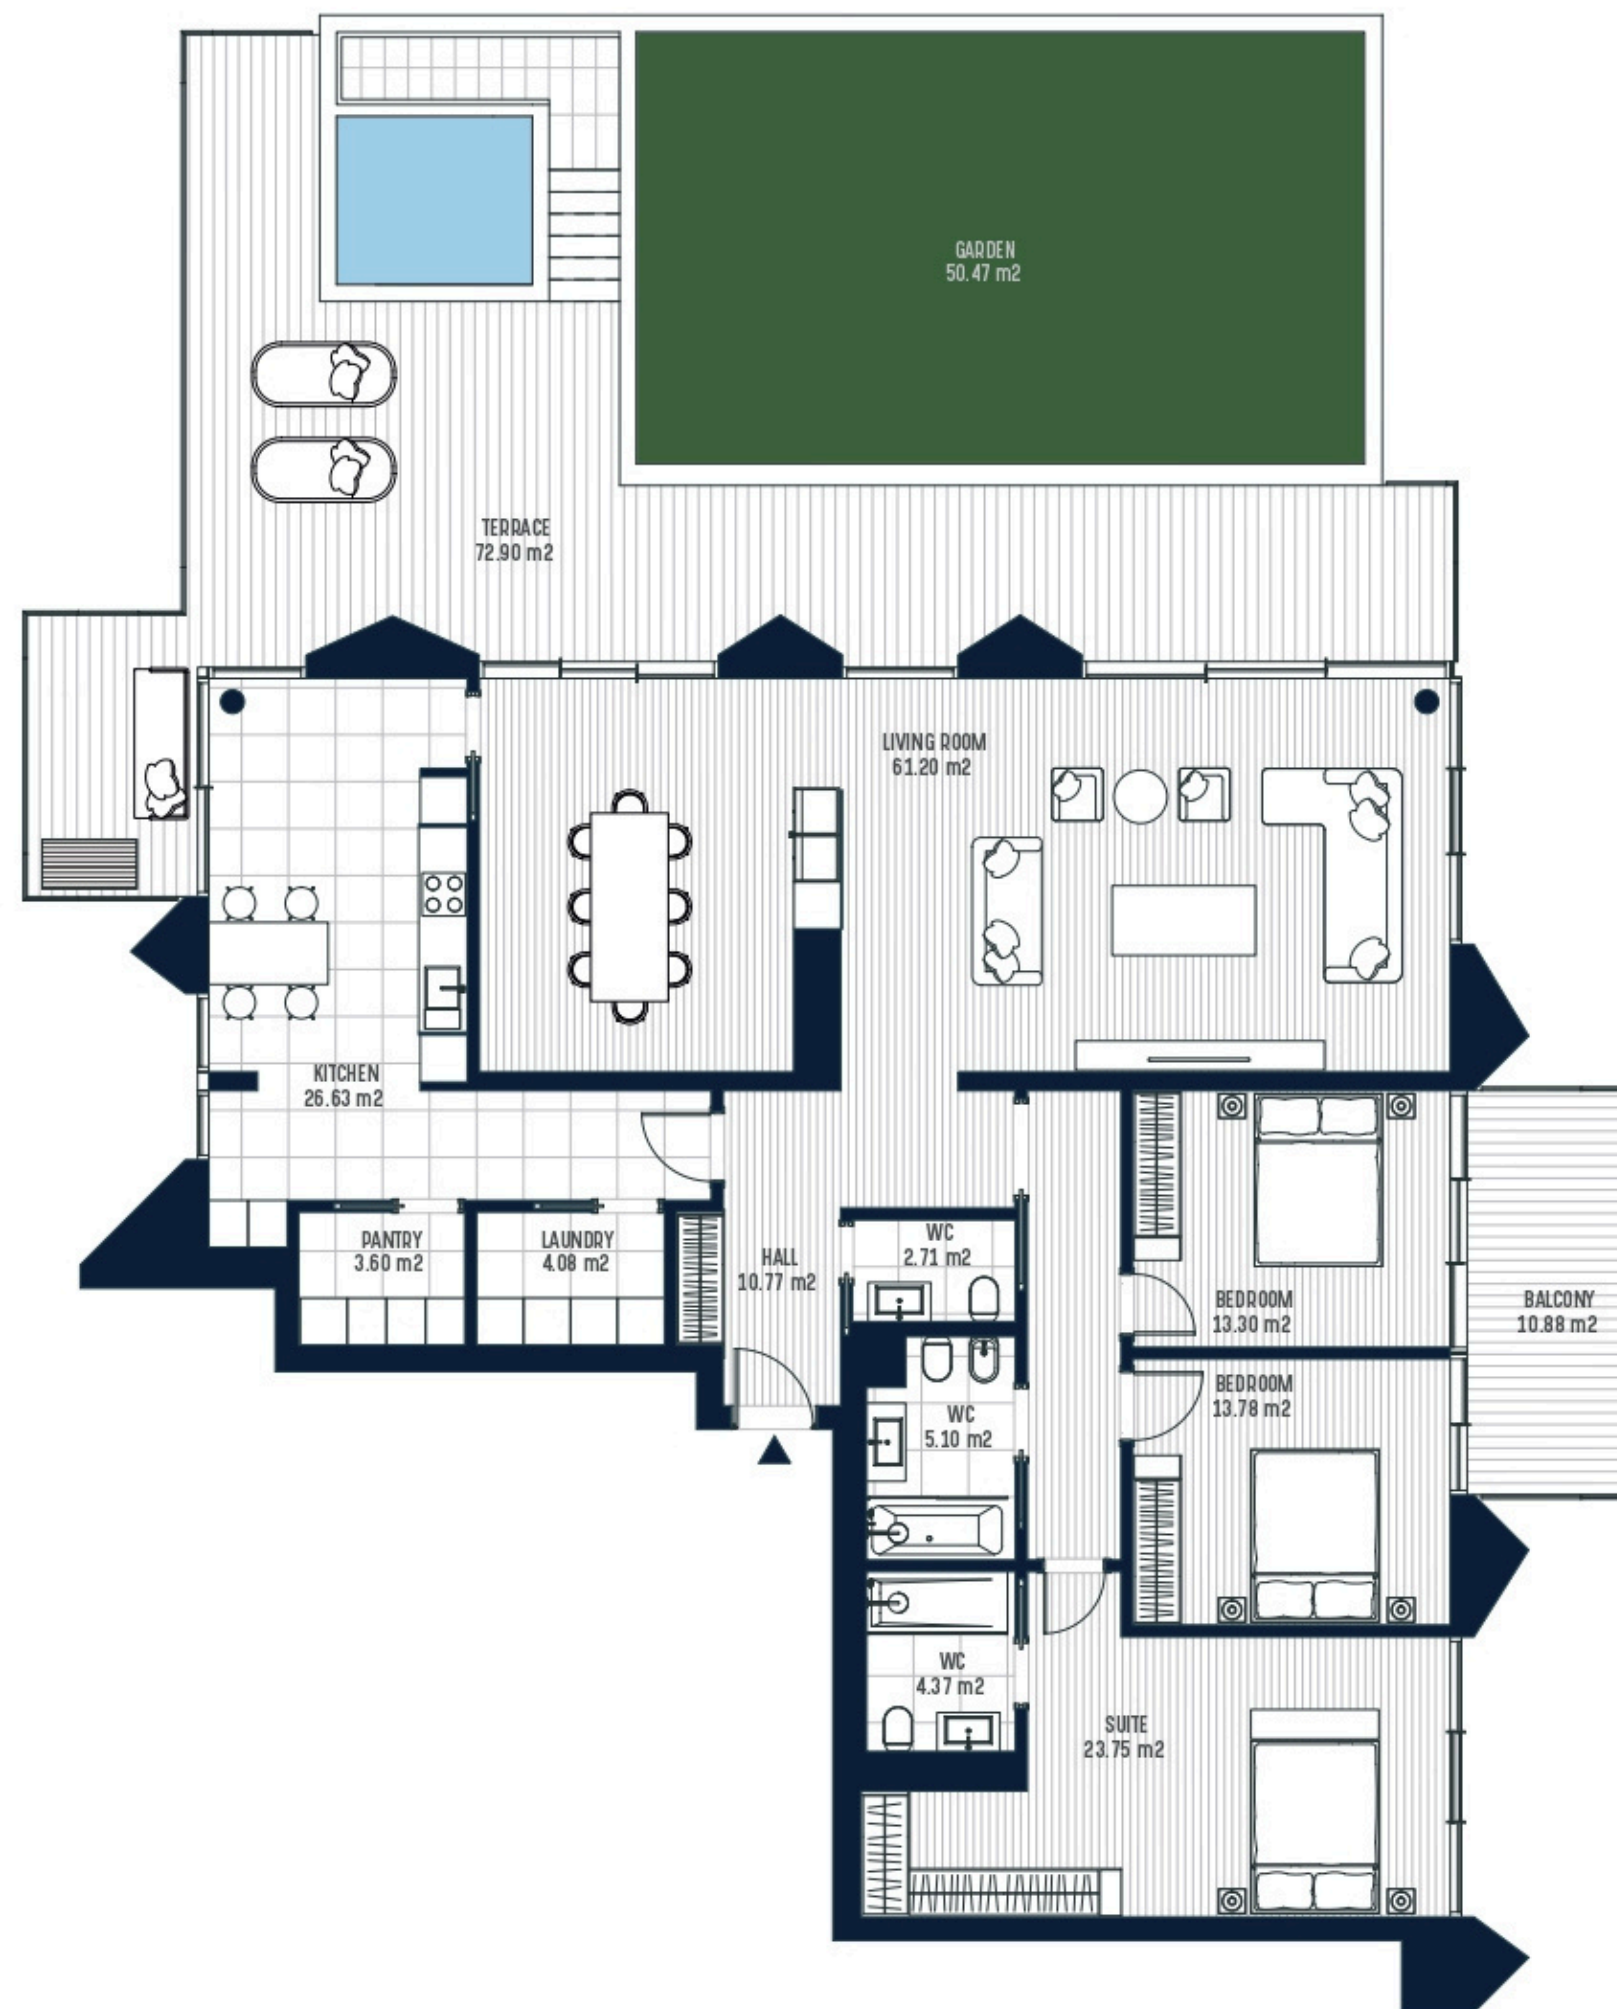 GARDEN
50.47 m2
TERRACE
72.90 m2
LIVING ROOM
61.20 m2
KITCHEN
26.63 m2
PANTRY
3.60 m2
LAUNDRY
4.08 m2
HALL
10.77 m2
WC
2.71 m2
BEDROOM
13.30 m2
BALCONY
10.88 m2
BEDROOM
13.78 m2
WC
5.10 m2
WC
4.37 m2
SUITE
23.75 m2